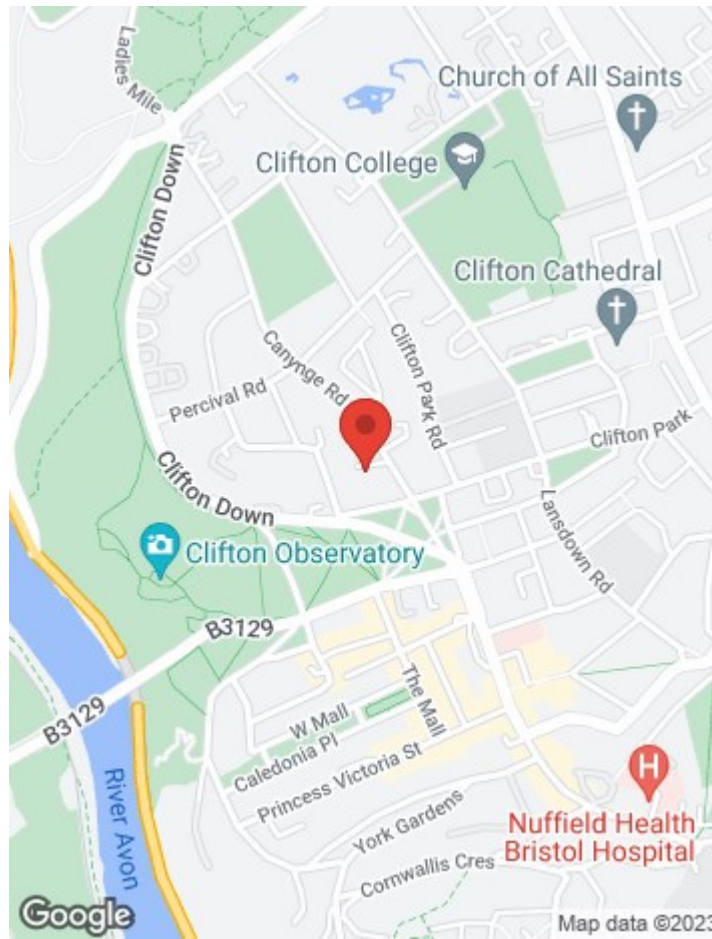 Ladies Mile
Church of All Saints
Clifton College
Clifton Down
Clifton Cathedral
Canynge Rd
Clifton Park Rd
Percival Rd
Clifton Park
Clifton Down
Lansdown Rd
Clifton Observatory
B3129
The Mall
W Mall
Caledonia Pl
B3129
Princess Victoria St
River Avon
York Gardens
H
Nuffield Health
Bristol Hospital
Cornwallis Cres
Google
Map data ©2023